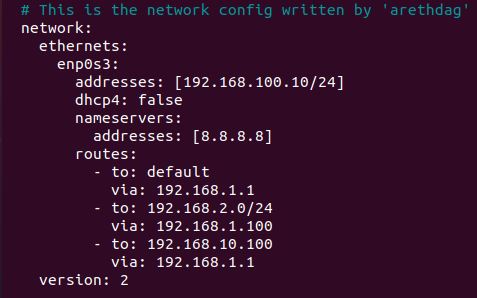 # This is the network config written by 'arethdag'
network:
  ethernets:
    enp0s3:
      addresses: [192.168.100.10/24]
      dhcp4: false
      nameservers:
        addresses: [8.8.8.8]
      routes:
        - to: default
          via: 192.168.1.1
        - to: 192.168.2.0/24
          via: 192.168.1.100
        - to: 192.168.10.100
          via: 192.168.1.1
  version: 2